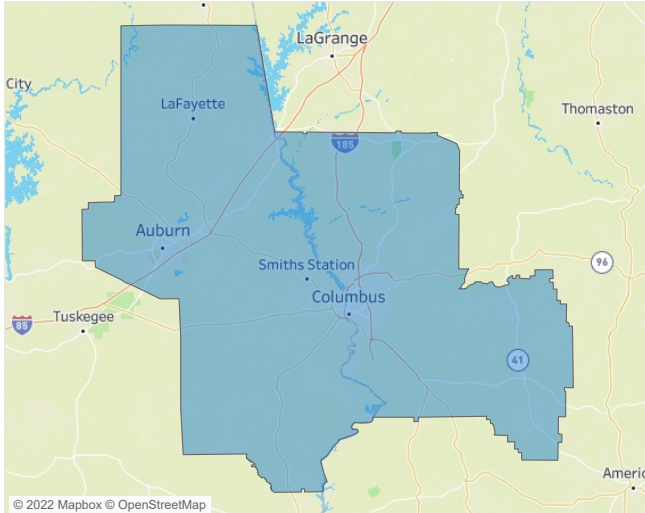 LaGrange
City
LaFayette
Thomaston
185
Auburn
96
Smiths Station
Columbus
Tuskegee
85
41
Americ
© 2022 Mapbox © OpenStreetMap